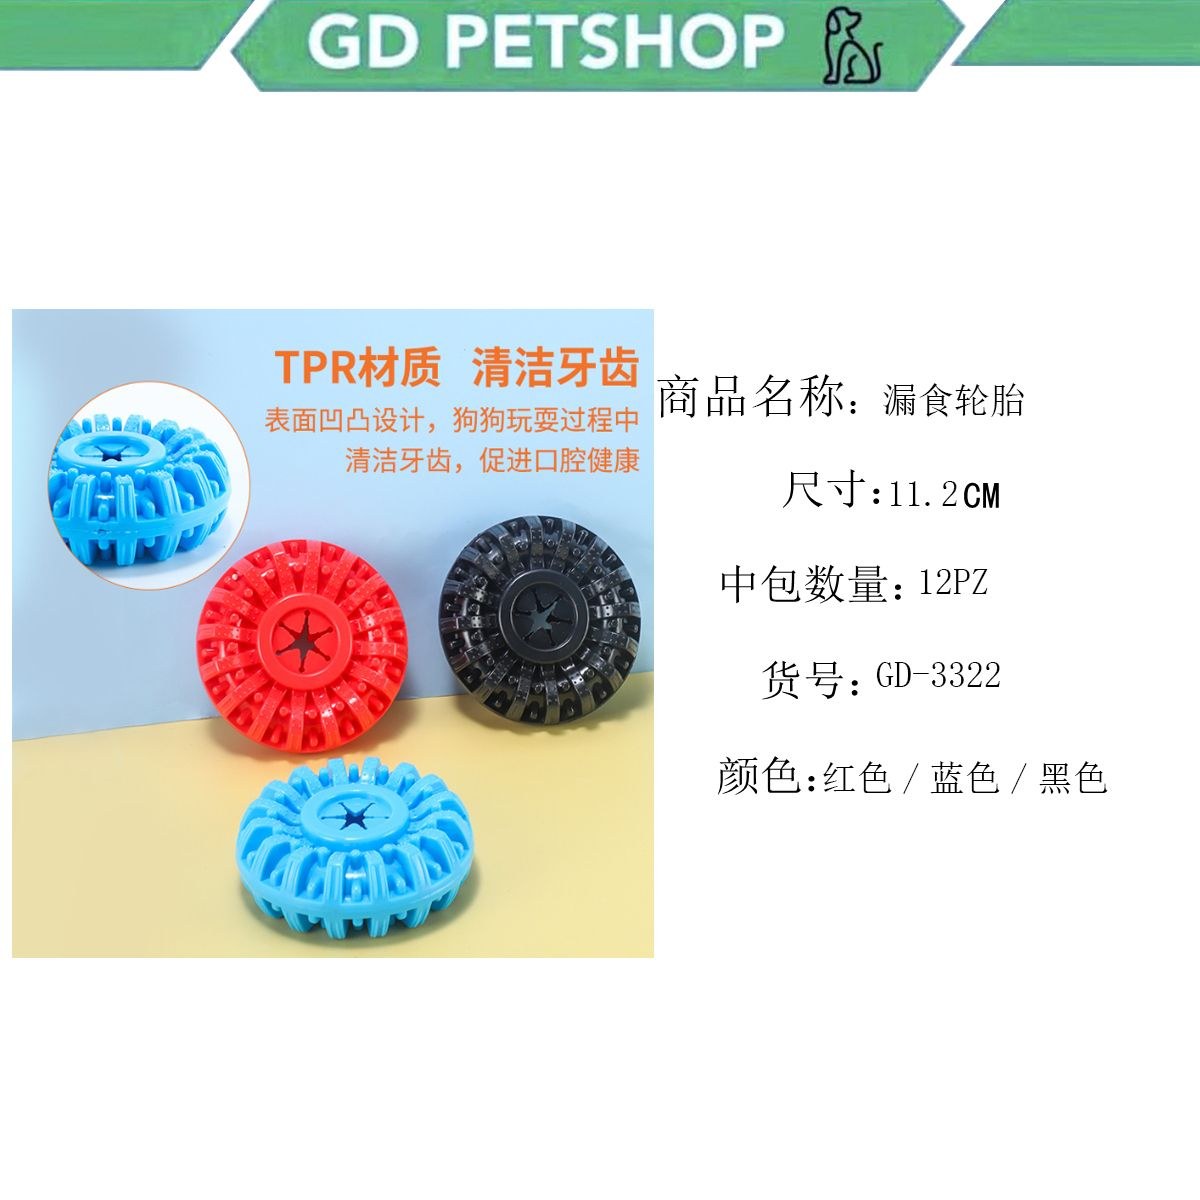 GD PETSHOP
TPR材质 清洁牙齿
表面凹凸设计，狗狗玩耍过程中
清洁牙齿，促进口腔健康
商品名称：漏食轮胎
尺寸：11.2CM
中包数量：12PZ
货号：GD-3322
颜色：红色/蓝色/黑色